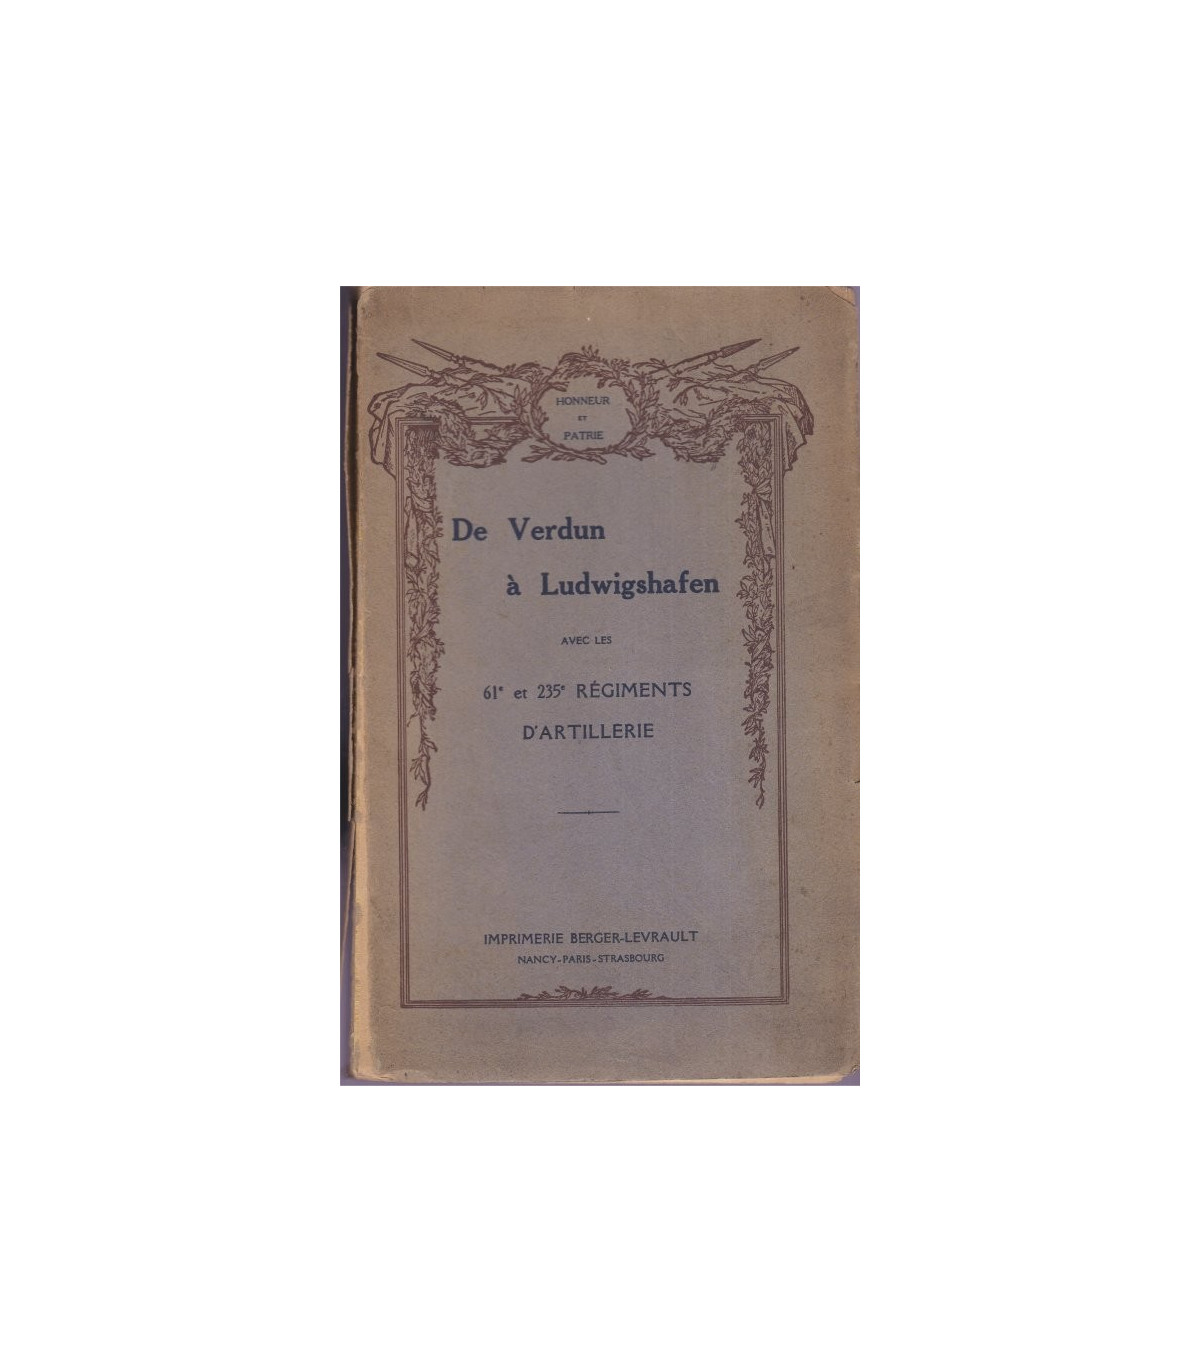 HONNEUR
ET
PATRIE
De Verdun
à Ludwigshafen
AVEC LES
61e et 235e RÉGIMENTS
D'ARTILLERIE
IMPRIMERIE BERGER-LEVRAULT
NANCY-PARIS-STRASBOURG